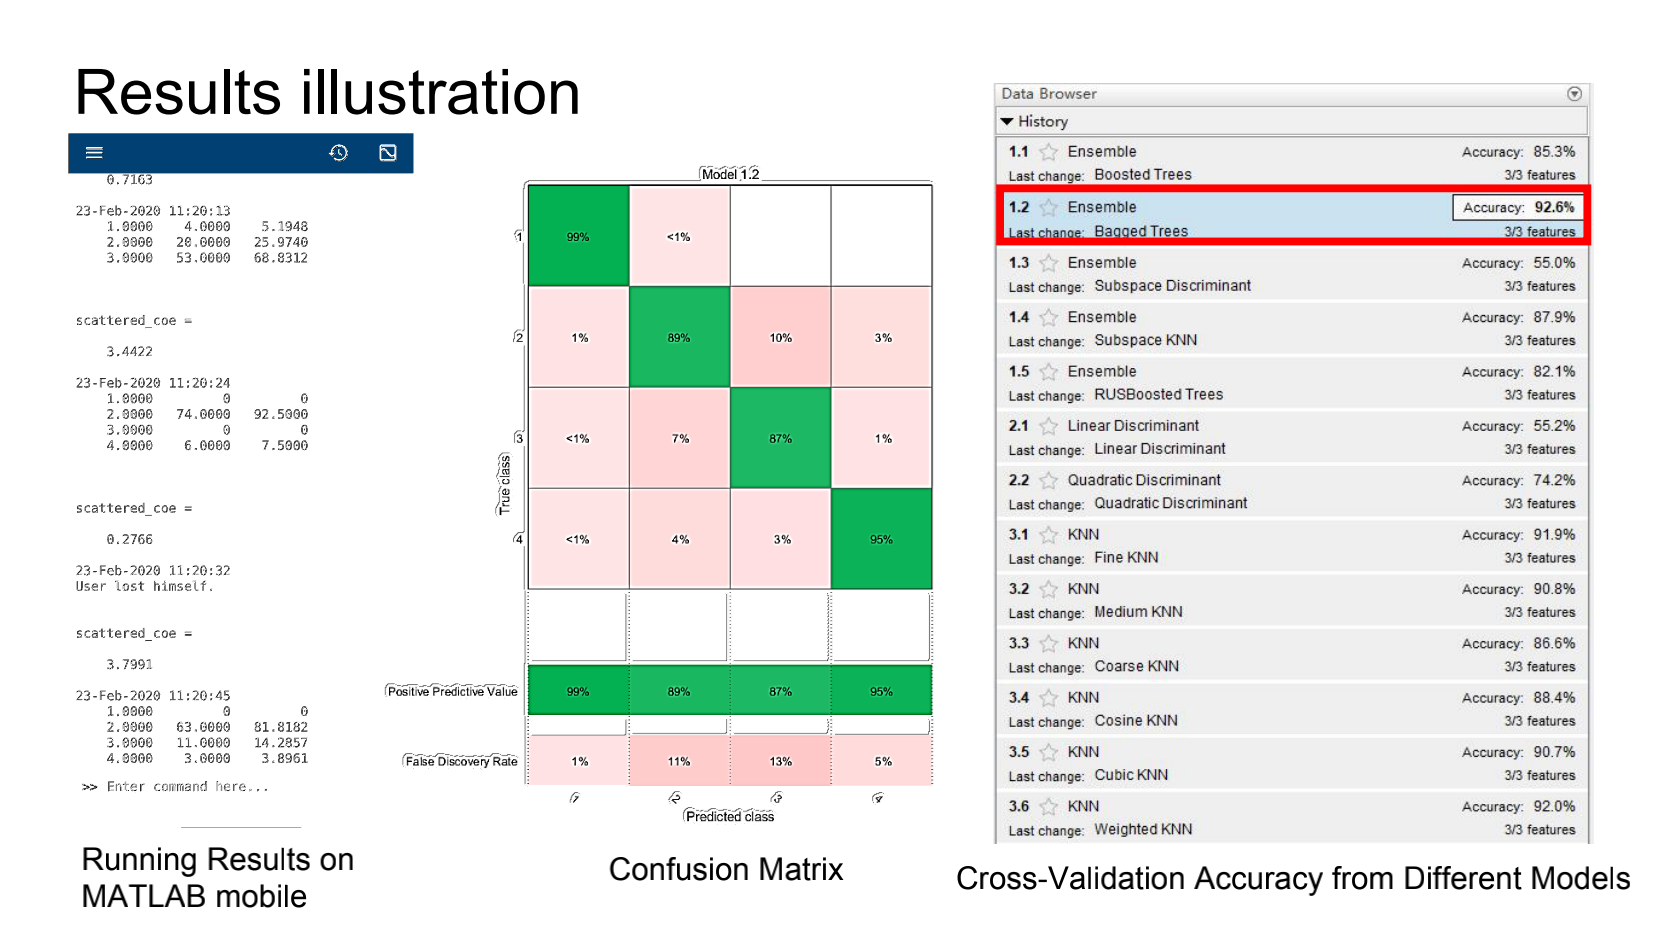 Results illustration
0.7163
23-Feb-2020 11:20:13
1.0000 4.0000 5.1948
2.0000 20.0000 25.9740
3.0000 53.0000 68.8312
scattered_coe =
3.4422
23-Feb-2020 11:20:24
1.0000 0 0
2.0000 74.0000 92.5000
3.0000 0 0
4.0000 6.0000 7.5000
scattered_coe =
0.2766
23-Feb-2020 11:20:32
User lost himself.
scattered_coe =
3.7991
23-Feb-2020 11:20:45
1.0000 0 0
2.0000 63.0000 81.8182
3.0000 11.0000 14.2857
4.0000 3.0000 3.8961
>> Enter command here...
Running Results on
MATLAB mobile
Model 1.2
1 99% <1%
2 1% 89% 10% 3%
3 <1% 7% 87% 1%
4 <1% 4% 3% 95%
True class
Positive Predictive Value 99% 89% 87% 95%
False Discovery Rate 1% 11% 13% 5%
1 2 3 4
Predicted class
Confusion Matrix
Data Browser
History
1.1 Ensemble Accuracy: 85.3%
Last change: Boosted Trees 3/3 features
1.2 Ensemble Accuracy: 92.6%
Last change: Bagged Trees 3/3 features
1.3 Ensemble Accuracy: 55.0%
Last change: Subspace Discriminant 3/3 features
1.4 Ensemble Accuracy: 87.9%
Last change: Subspace KNN 3/3 features
1.5 Ensemble Accuracy: 82.1%
Last change: RUSBoosted Trees 3/3 features
2.1 Linear Discriminant Accuracy: 55.2%
Last change: Linear Discriminant 3/3 features
2.2 Quadratic Discriminant Accuracy: 74.2%
Last change: Quadratic Discriminant 3/3 features
3.1 KNN Accuracy: 91.9%
Last change: Fine KNN 3/3 features
3.2 KNN Accuracy: 90.8%
Last change: Medium KNN 3/3 features
3.3 KNN Accuracy: 86.6%
Last change: Coarse KNN 3/3 features
3.4 KNN Accuracy: 88.4%
Last change: Cosine KNN 3/3 features
3.5 KNN Accuracy: 90.7%
Last change: Cubic KNN 3/3 features
3.6 KNN Accuracy: 92.0%
Last change: Weighted KNN 3/3 features
Cross-Validation Accuracy from Different Models